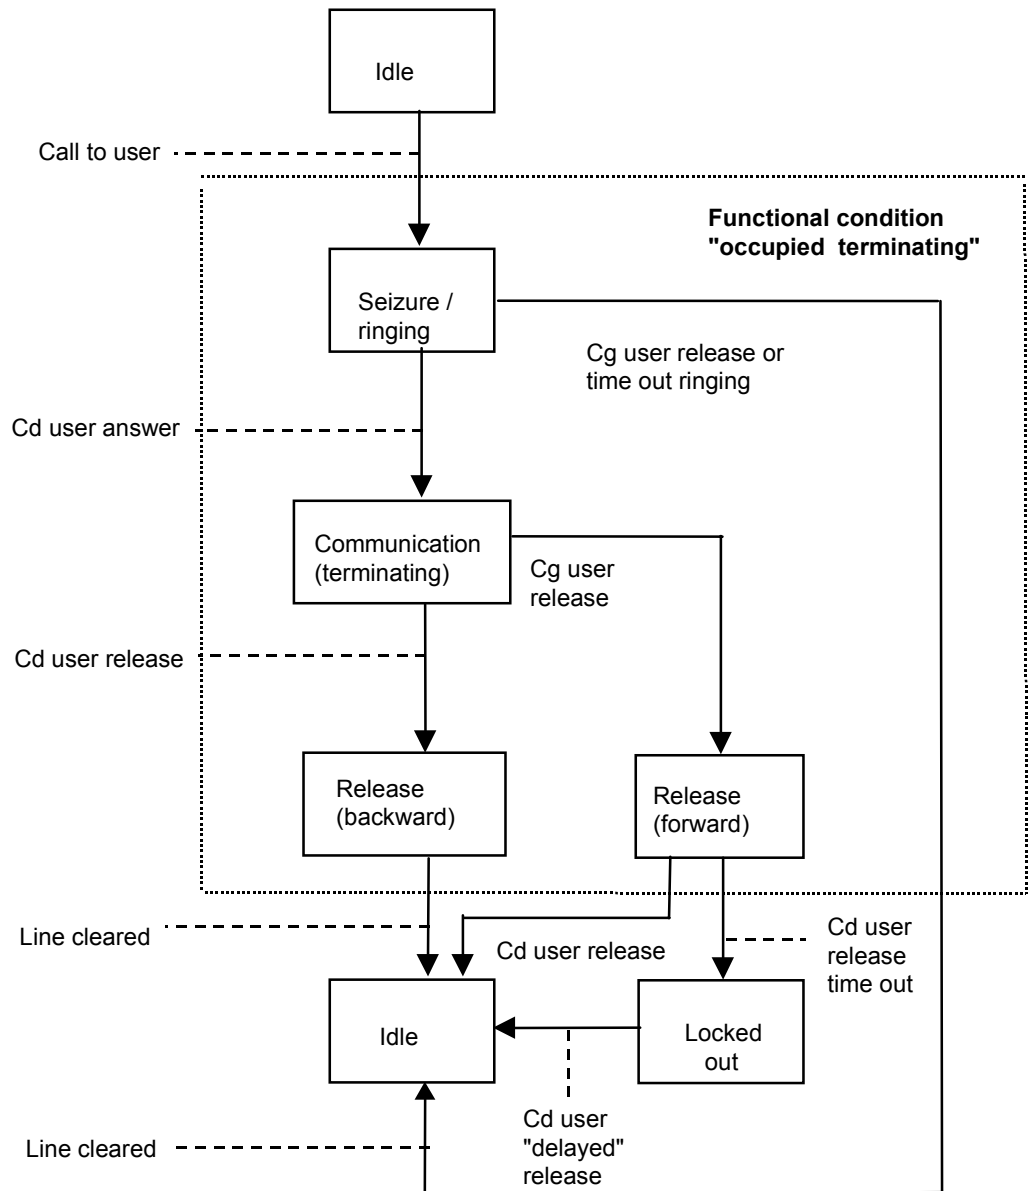 Idle
Call to user
Functional condition
"occupied terminating"
Seizure /
ringing
Cg user release or
time out ringing
Cd user answer
Communication
(terminating)
Cg user
release
Cd user release
Release
(backward)
Release
(forward)
Line cleared
Cd user release
Cd user
release
time out
Idle
Locked
out
Cd user
"delayed"
release
Line cleared